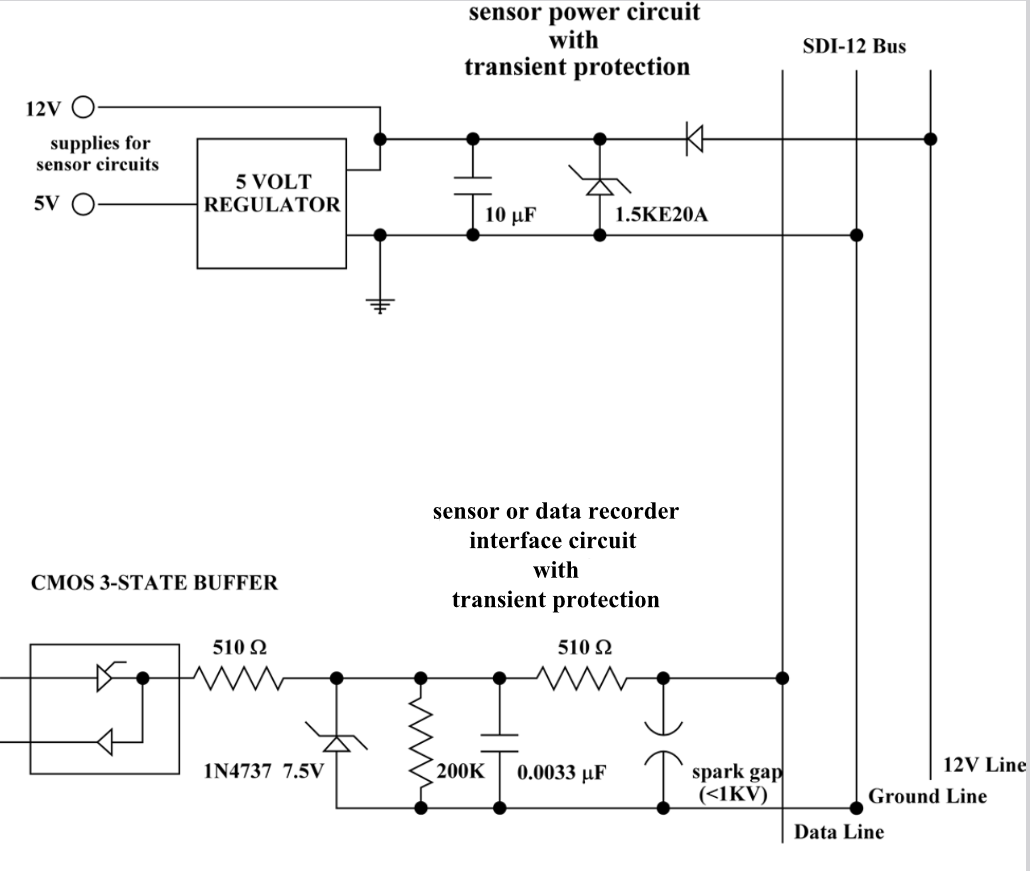 sensor power circuit
with
transient protection
SDI-12 Bus
12V
supplies for
sensor circuits
5V
5 VOLT
REGULATOR
10 µF
1.5KE20A
sensor or data recorder
interface circuit
with
transient protection
CMOS 3-STATE BUFFER
510 Ω
510 Ω
1N4737 7.5V
200K
0.0033 µF
spark gap
(<1KV)
12V Line
Ground Line
Data Line